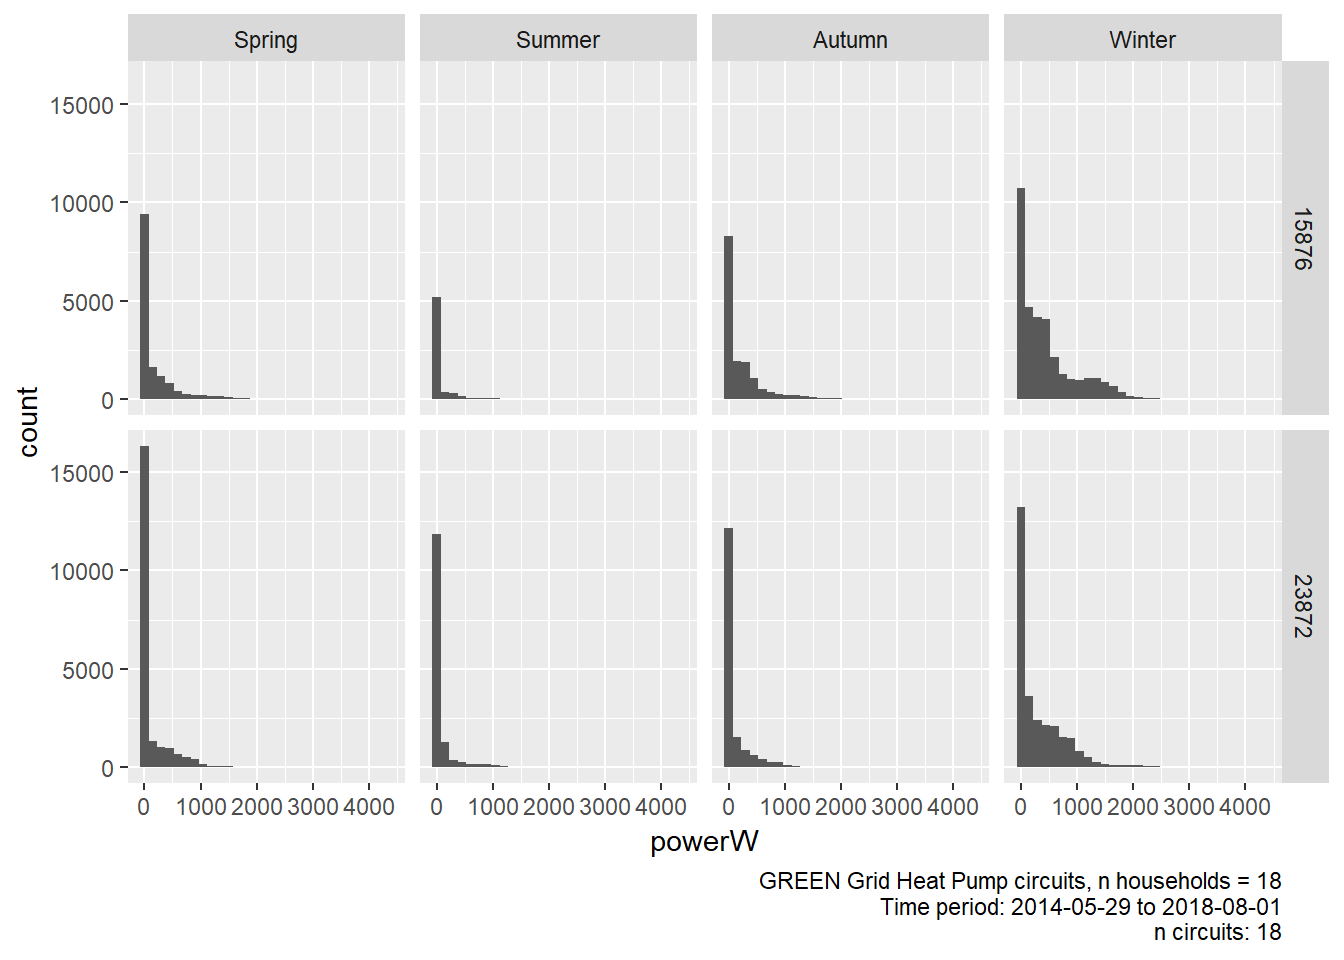 Spring Summer Autumn Winter
15000
10000
5000
0
15876
count
15000
10000
5000
0
23872
0 1000 2000 3000 4000 0 1000 2000 3000 4000 0 1000 2000 3000 4000 0 1000 2000 3000 4000
powerW
GREEN Grid Heat Pump circuits, n households = 18
Time period: 2014-05-29 to 2018-08-01
n circuits: 18